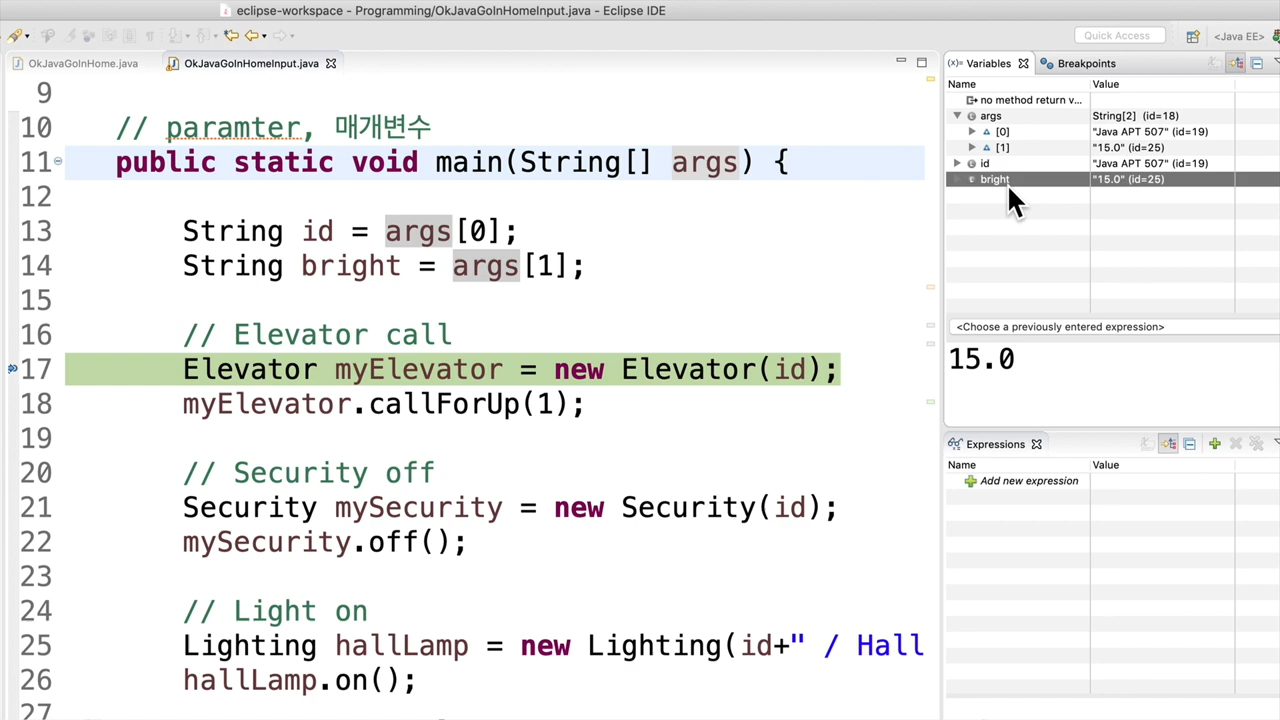 eclipse-workspace - Programming/OkJavaGoInHomeInput.java - Eclipse IDE
Quick Access
<Java EE>
OkJavaGoInHome.java
OkJavaGoInHomeInput.java
9
10 // paramter, 매개변수
11 public static void main(String[] args) {
12
13 String id = args[0];
14 String bright = args[1];
15
16 // Elevator call
17 Elevator myElevator = new Elevator(id);
18 myElevator.callForUp(1);
19
20 // Security off
21 Security mySecurity = new Security(id);
22 mySecurity.off();
23
24 // Light on
25 Lighting hallLamp = new Lighting(id+" / Hall
26 hallLamp.on();
27
(x)= Variables
Breakpoints
Name Value
no method return v...
args String[2] (id=18)
[0] "Java APT 507" (id=19)
[1] "15.0" (id=25)
id "Java APT 507" (id=19)
bright "15.0" (id=25)
<Choose a previously entered expression>
15.0
Expressions
Name Value
Add new expression